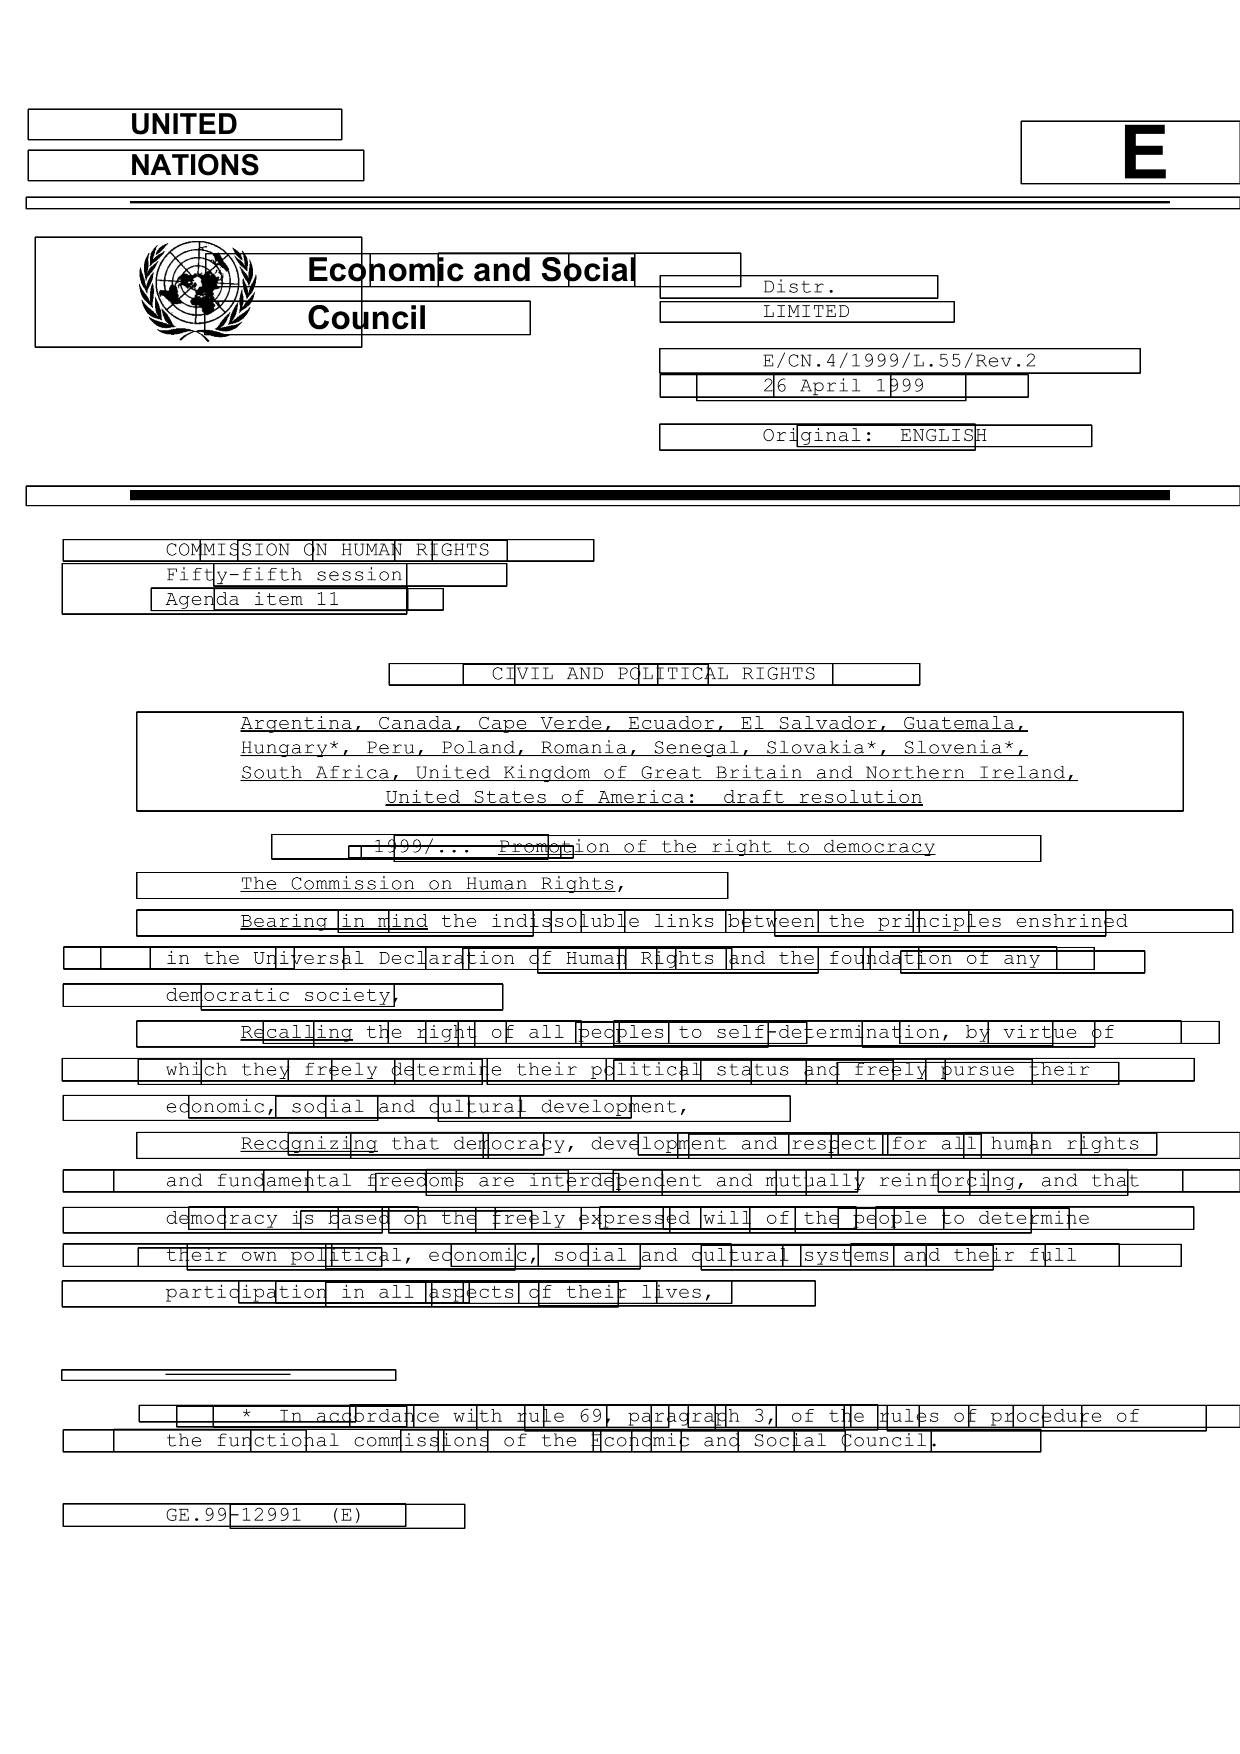 UNITED
NATIONS
E
Economic and Social
Council
Distr.
LIMITED
E/CN.4/1999/L.55/Rev.2
26 April 1999
Original:  ENGLISH
COMMISSION ON HUMAN RIGHTS
Fifty-fifth session
Agenda item 11
CIVIL AND POLITICAL RIGHTS
Argentina, Canada, Cape Verde, Ecuador, El Salvador, Guatemala,
Hungary*, Peru, Poland, Romania, Senegal, Slovakia*, Slovenia*,
South Africa, United Kingdom of Great Britain and Northern Ireland,
United States of America:  draft resolution
1999/...  Promotion of the right to democracy
The Commission on Human Rights,
Bearing in mind the indissoluble links between the principles enshrined
in the Universal Declaration of Human Rights and the foundation of any
democratic society,
Recalling the right of all peoples to self-determination, by virtue of
which they freely determine their political status and freely pursue their
economic, social and cultural development,
Recognizing that democracy, development and respect for all human rights
and fundamental freedoms are interdependent and mutually reinforcing, and that
democracy is based on the freely expressed will of the people to determine
their own political, economic, social and cultural systems and their full
participation in all aspects of their lives,
*  In accordance with rule 69, paragraph 3, of the rules of procedure of
the functional commissions of the Economic and Social Council.
GE.99-12991  (E)